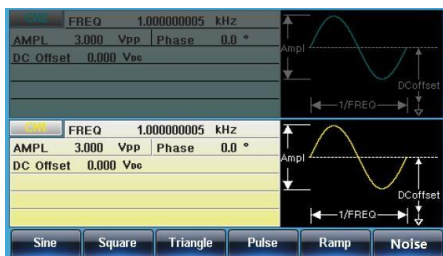 FREQ 1.000000005 kHz
AMPL 3.000 Vpp Phase 0.0 °
DC Offset 0.000 VDC
Ampl
DCoffset
1/FREQ
FREQ 1.000000005 kHz
AMPL 3.000 Vpp Phase 0.0 °
DC Offset 0.000 VDC
Ampl
DCoffset
1/FREQ
Sine Square Triangle Pulse Ramp Noise